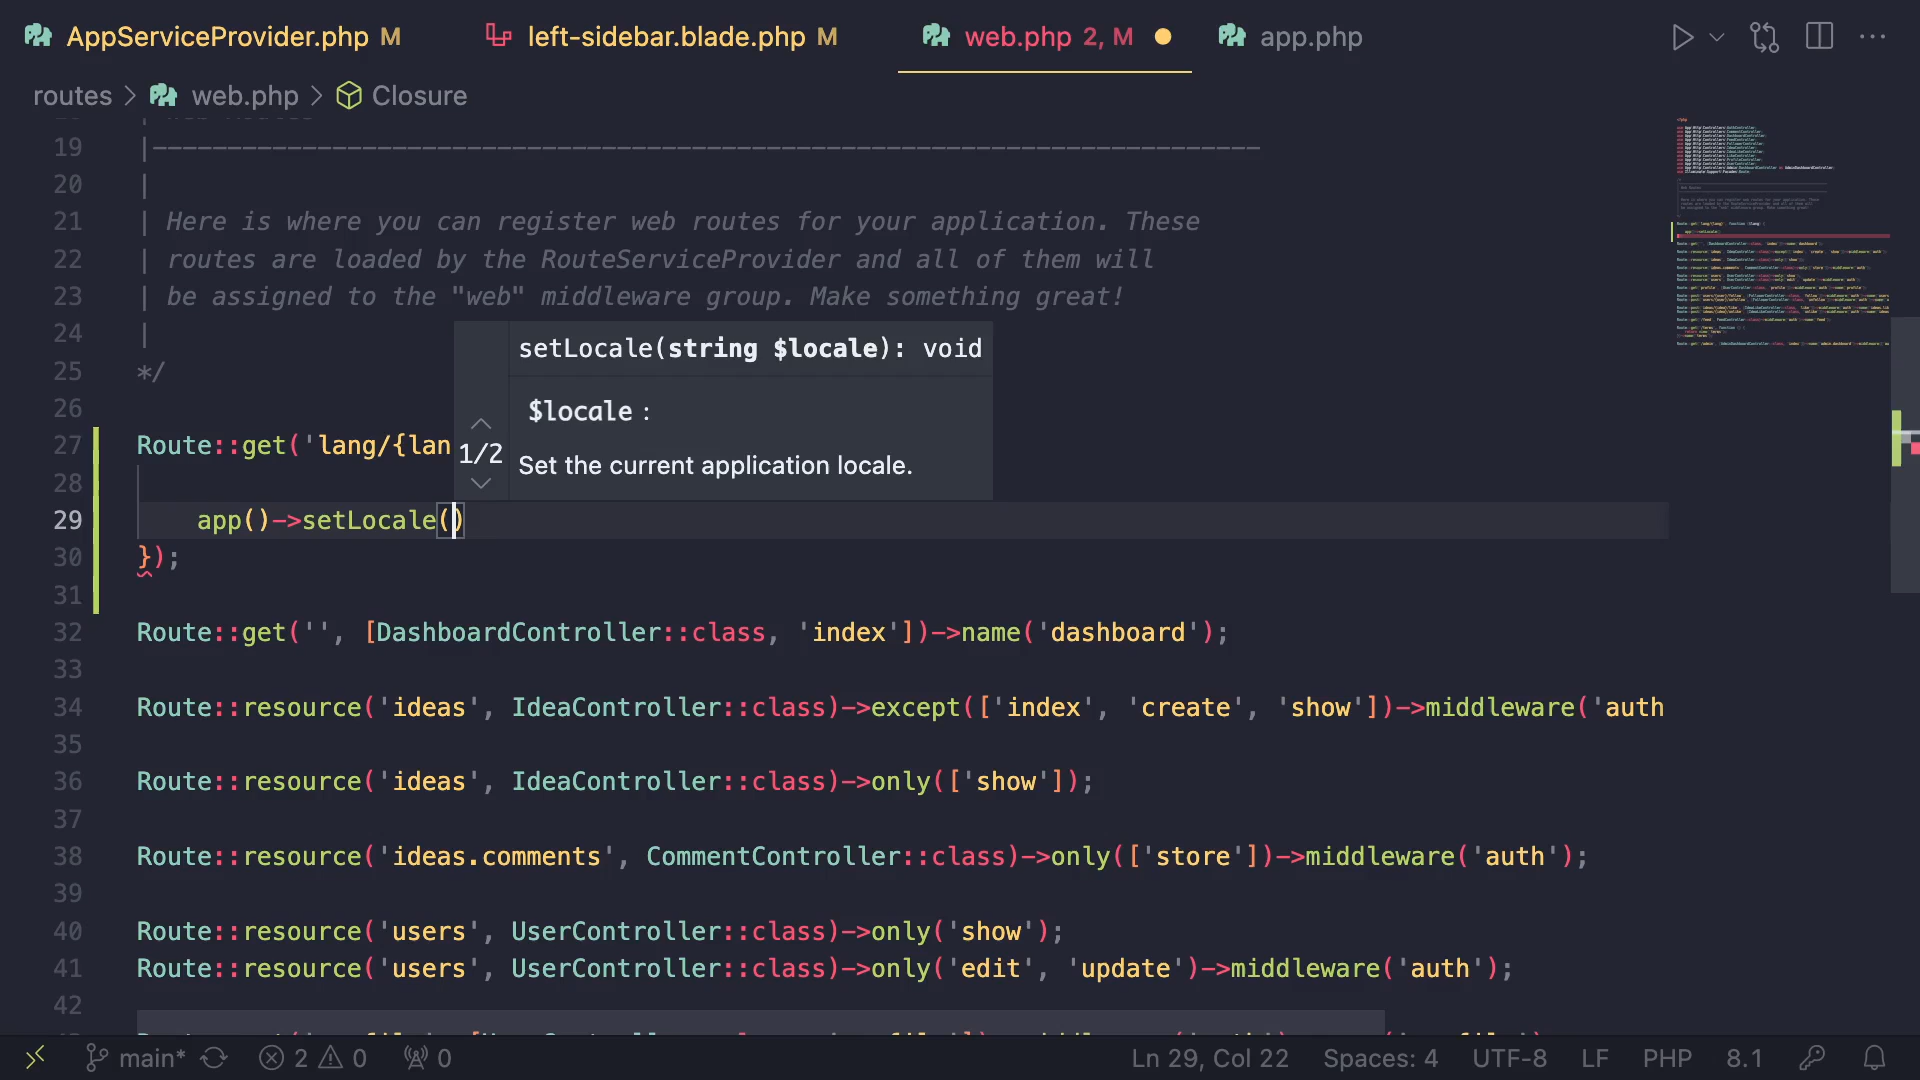 AppServiceProvider.php M left-sidebar.blade.php M web.php 2, M app.php
routes > web.php > Closure
19 |--------------------------------------------------------------------------
20 |
21 | Here is where you can register web routes for your application. These
22 | routes are loaded by the RouteServiceProvider and all of them will
23 | be assigned to the "web" middleware group. Make something great!
24 |
25 */
26
setLocale(string $locale): void
$locale :
1/2
Set the current application locale.
27 Route::get('lang/{lan
28
29 app()->setLocale()
30 });
31
32 Route::get('', [DashboardController::class, 'index'])->name('dashboard');
33
34 Route::resource('ideas', IdeaController::class)->except(['index', 'create', 'show'])->middleware('auth
35
36 Route::resource('ideas', IdeaController::class)->only(['show']);
37
38 Route::resource('ideas.comments', CommentController::class)->only(['store'])->middleware('auth');
39
40 Route::resource('users', UserController::class)->only('show');
41 Route::resource('users', UserController::class)->only('edit', 'update')->middleware('auth');
42
main* 2 0 0 Ln 29, Col 22 Spaces: 4 UTF-8 LF PHP 8.1